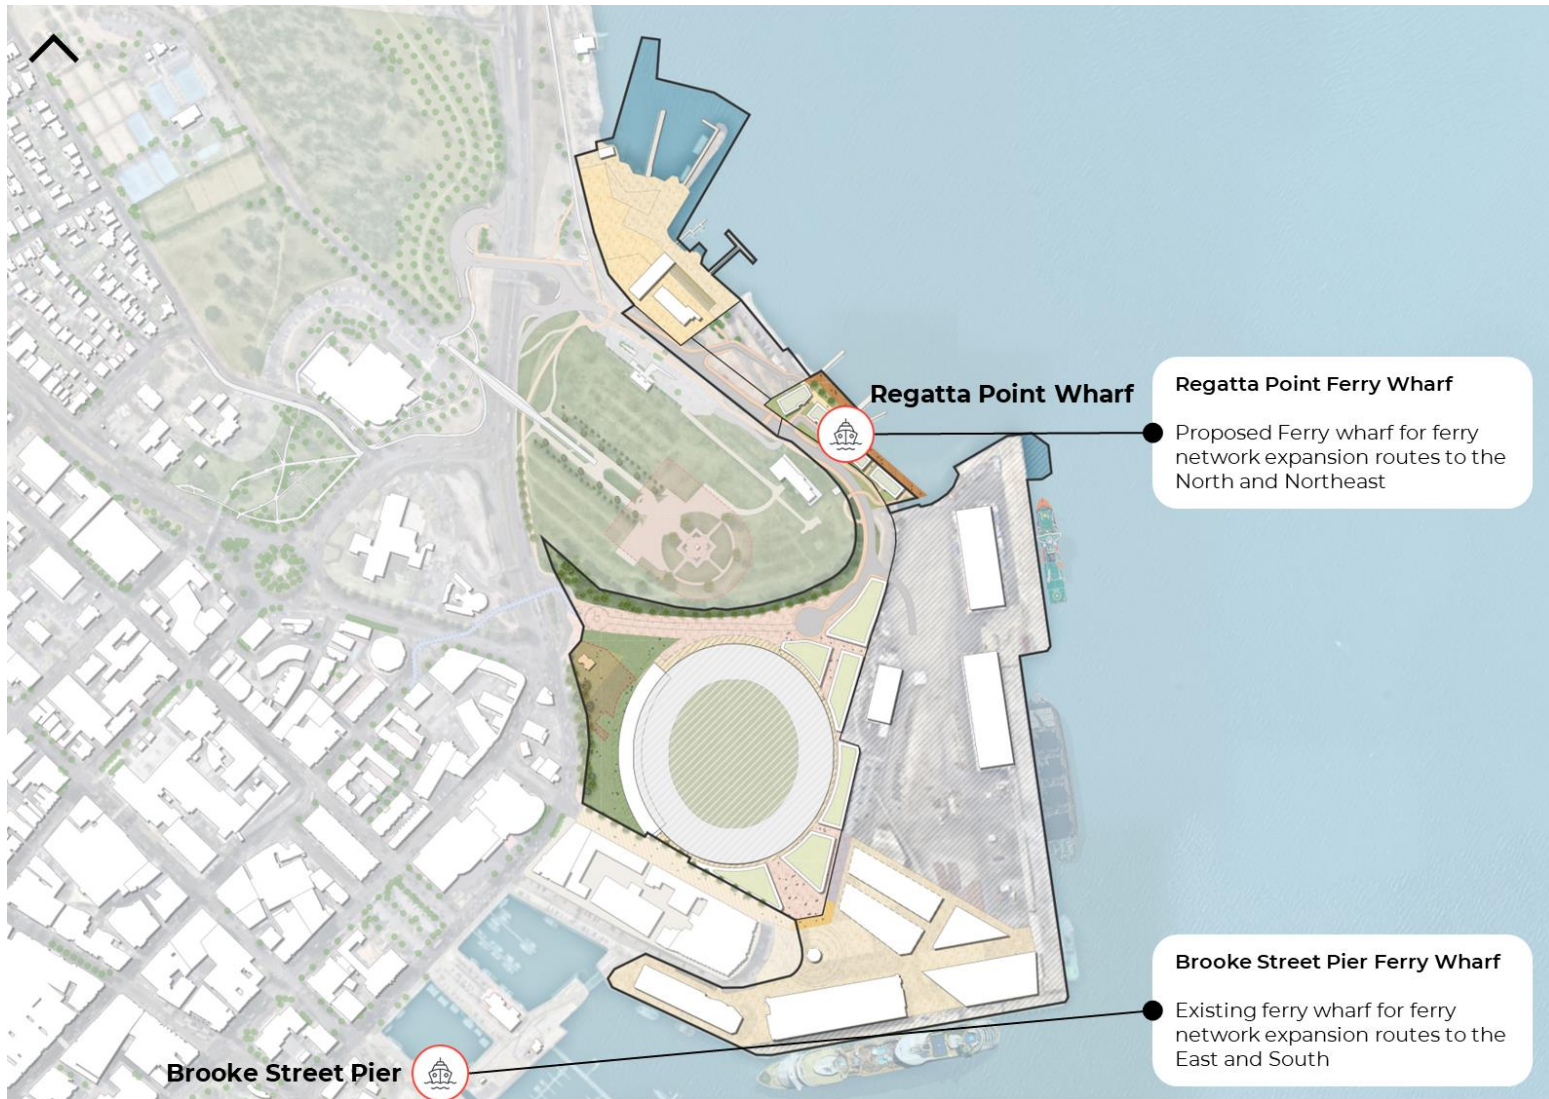 Regatta Point Wharf
Regatta Point Ferry Wharf
Proposed Ferry wharf for ferry
network expansion routes to the
North and Northeast
Brooke Street Pier Ferry Wharf
Existing ferry wharf for ferry
network expansion routes to the
East and South
Brooke Street Pier